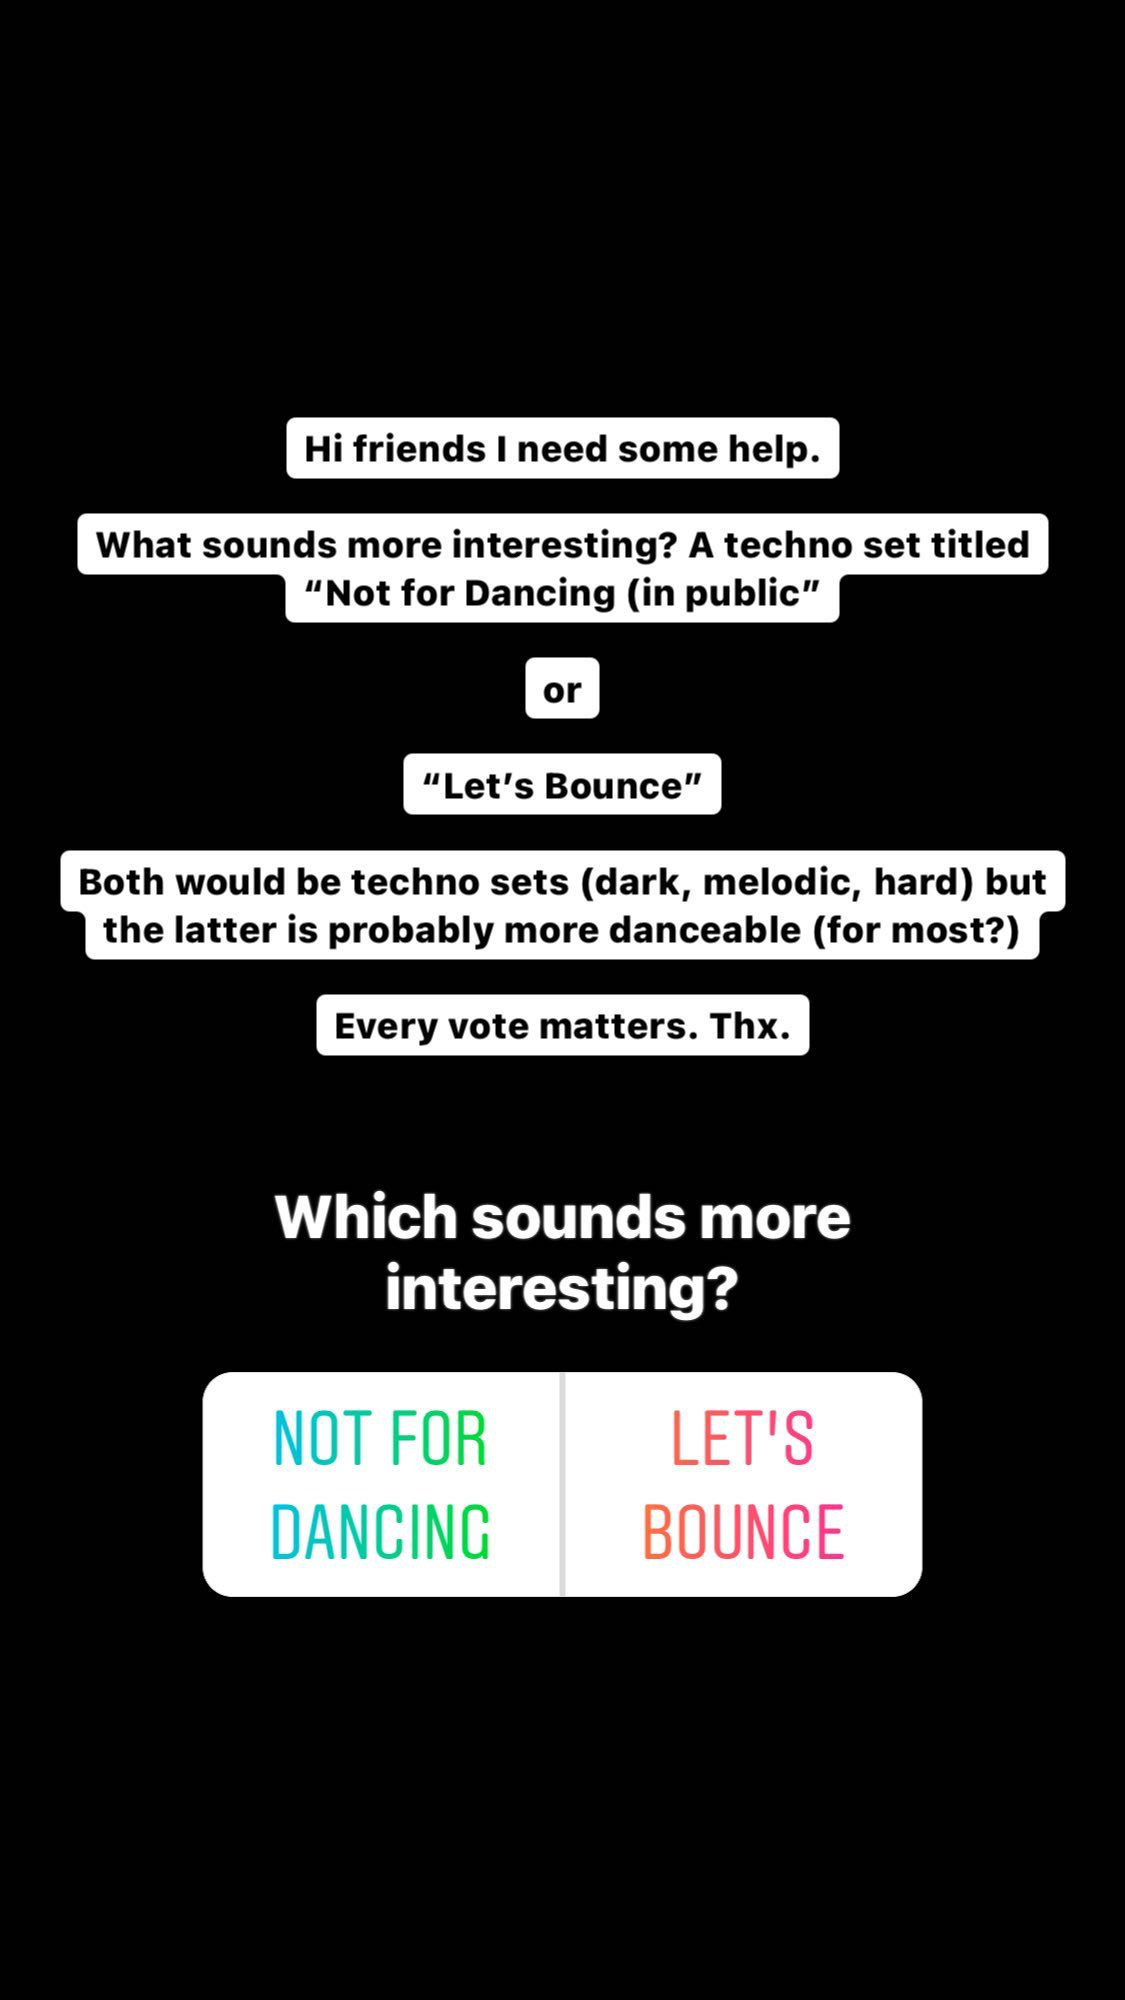 Hi friends I need some help.
What sounds more interesting? A techno set titled
“Not for Dancing (in public”
or
“Let’s Bounce”
Both would be techno sets (dark, melodic, hard) but
the latter is probably more danceable (for most?)
Every vote matters. Thx.
Which sounds more
interesting?
NOT FOR
DANCING
LET'S
BOUNCE